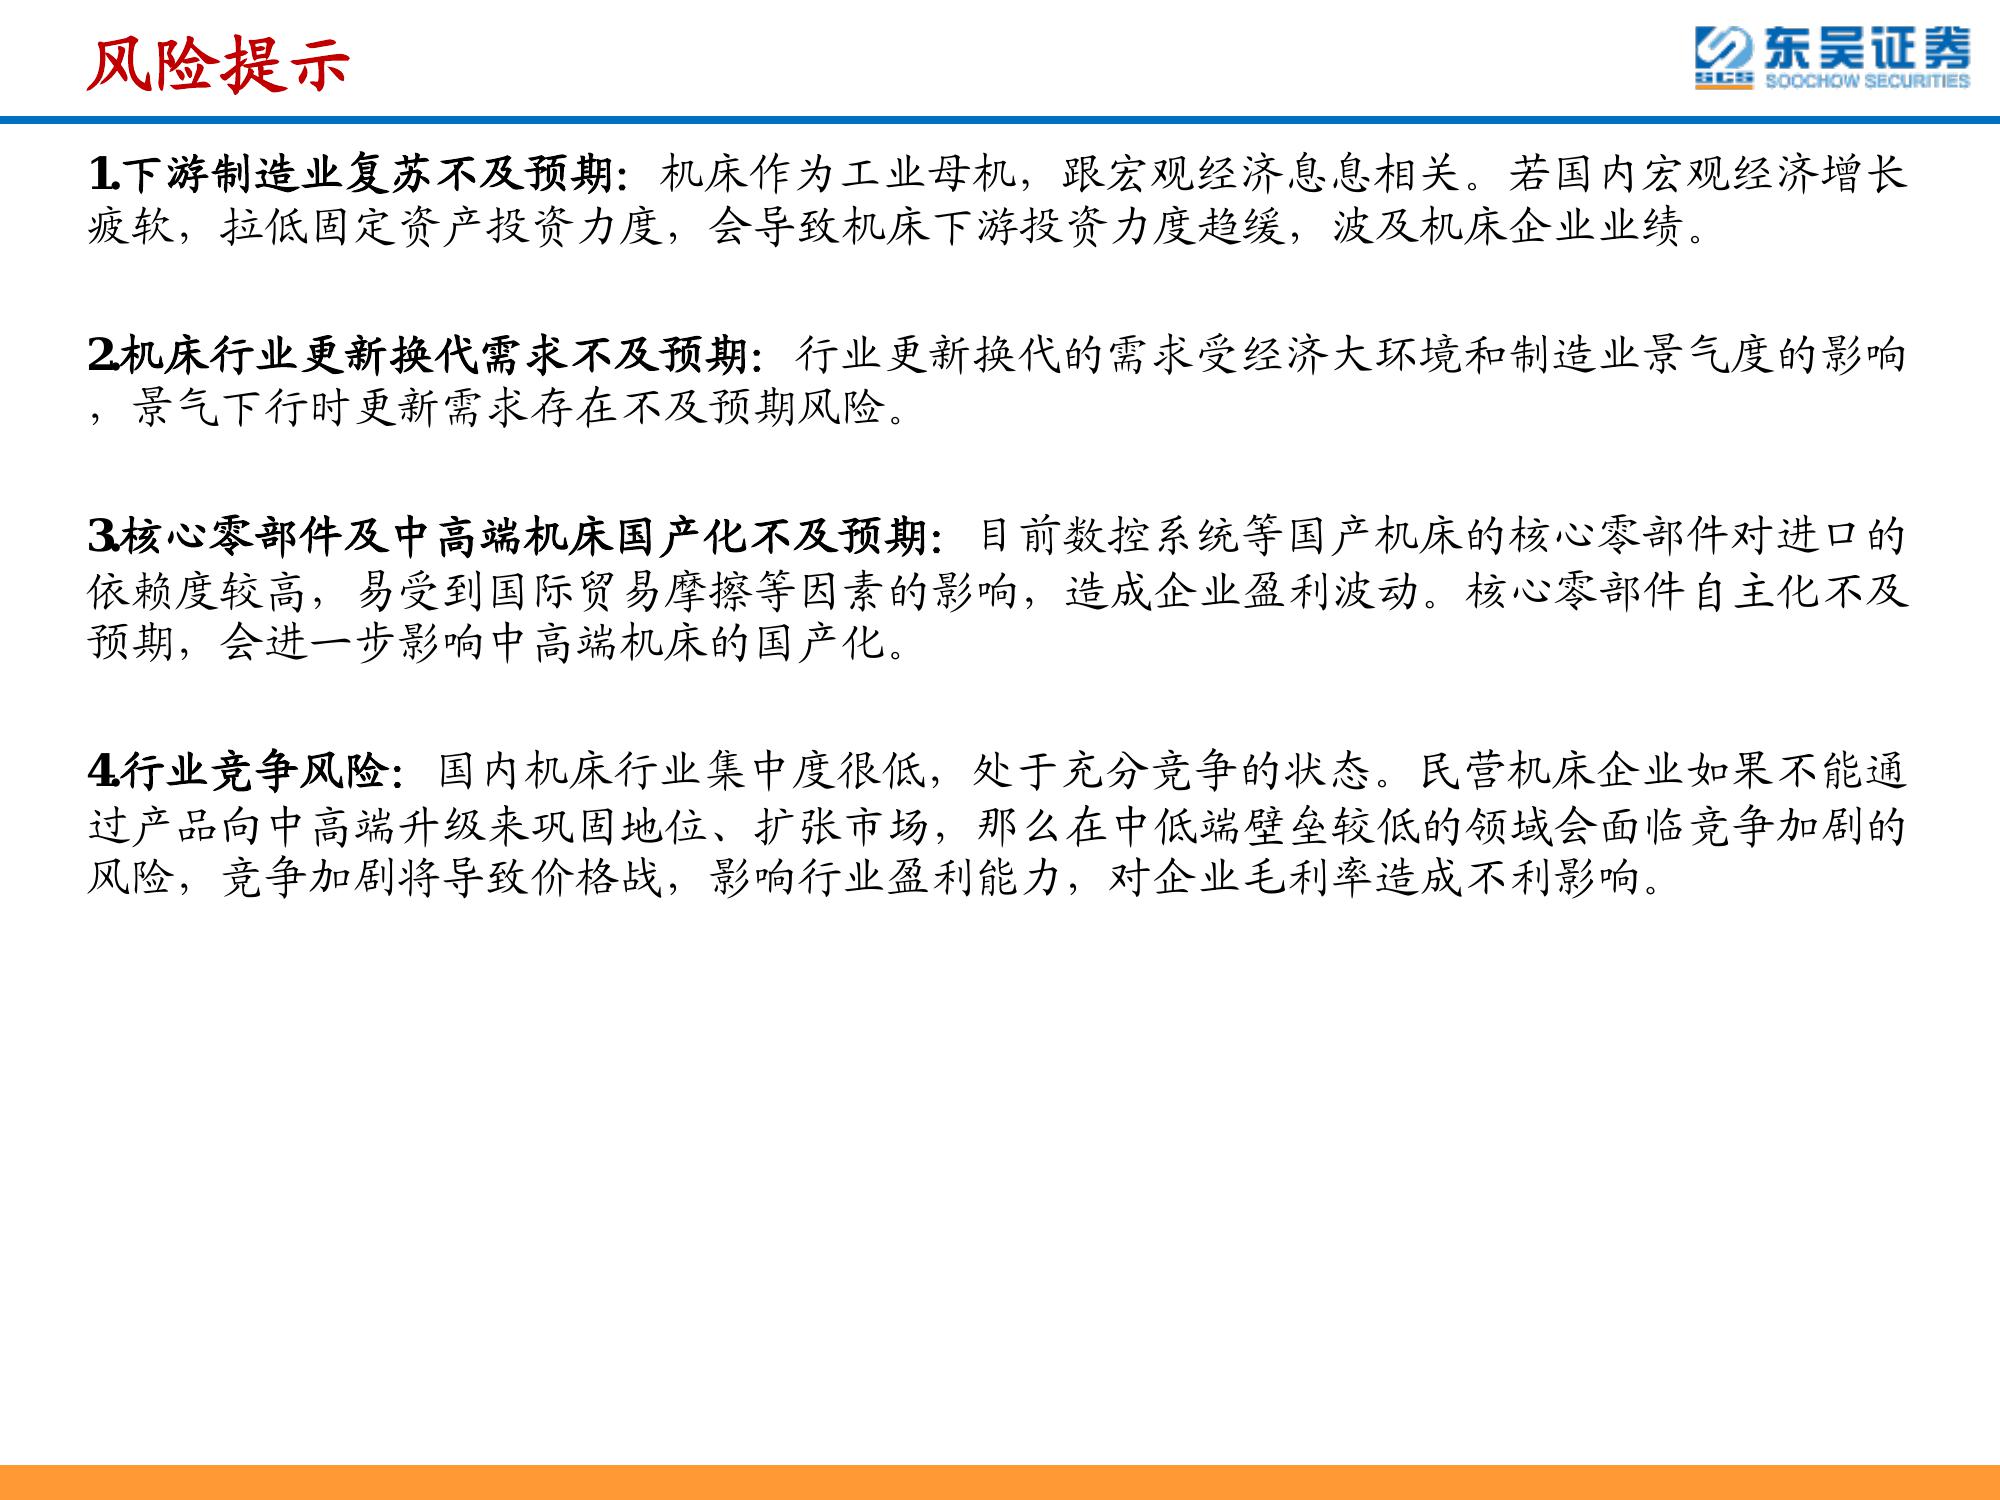 风险提示
东吴证券
SCS
SOOCHOW SECURITIES
1.下游制造业复苏不及预期：机床作为工业母机，跟宏观经济息息相关。若国内宏观经济增长
疲软，拉低固定资产投资力度，会导致机床下游投资力度趋缓，波及机床企业业绩。
2.机床行业更新换代需求不及预期：行业更新换代的需求受经济大环境和制造业景气度的影响
，景气下行时更新需求存在不及预期风险。
3.核心零部件及中高端机床国产化不及预期：目前数控系统等国产机床的核心零部件对进口的
依赖度较高，易受到国际贸易摩擦等因素的影响，造成企业盈利波动。核心零部件自主化不及
预期，会进一步影响中高端机床的国产化。
4.行业竞争风险：国内机床行业集中度很低，处于充分竞争的状态。民营机床企业如果不能通
过产品向中高端升级来巩固地位、扩张市场，那么在中低端壁垒较低的领域会面临竞争加剧的
风险，竞争加剧将导致价格战，影响行业盈利能力，对企业毛利率造成不利影响。